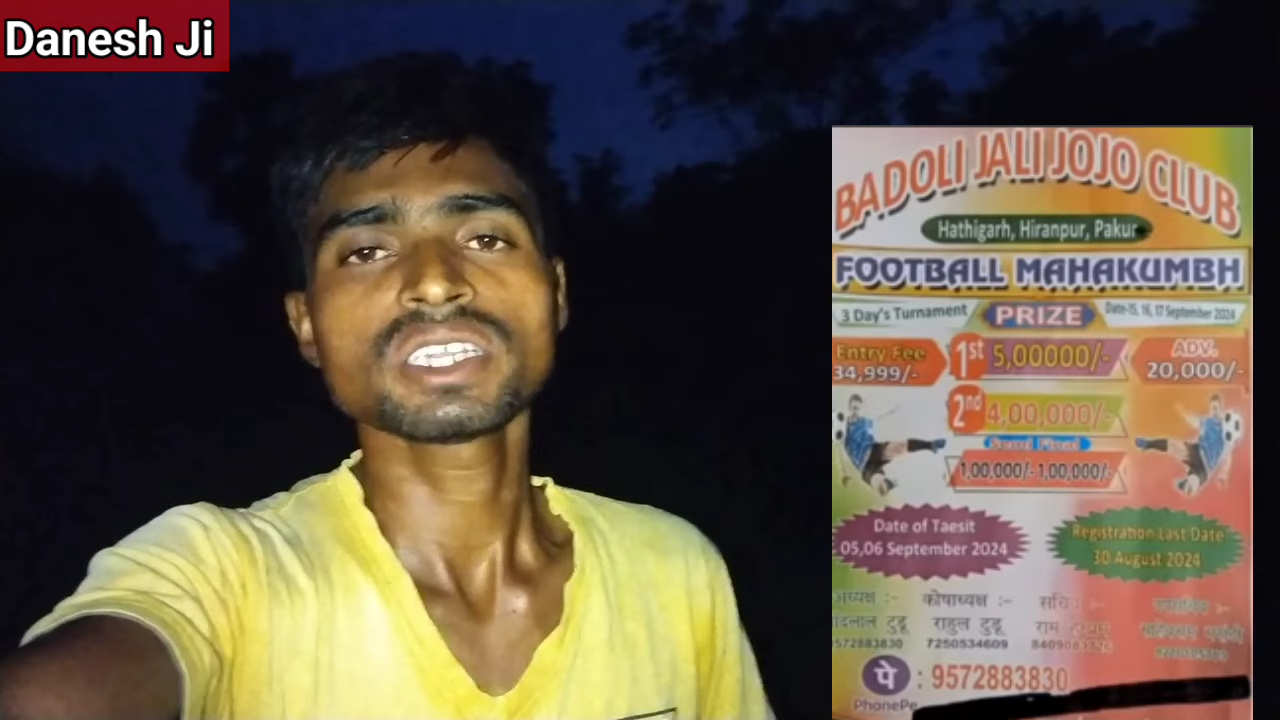 Danesh Ji
BADOLI JALI JOJO CLUB
Hathigarh, Hiranpur, Pakur
FOOTBALL MAHAKUMBH
3 Day's Turnament
PRIZE
Date-15, 16, 17 September 2024
Entry Fee
34,999/-
1st 5,00000/-
ADV.
20,000/-
2nd 4,00,000/-
Semi Final
1,00,000/- 1,00,000/-
Date of Taesit
05,06 September 2024
Registration Last Date
30 August 2024
कोषाध्यक्ष :-
सचिव :-
टुडू
राहुल टुडू
राम
7250534609
पे : 9572883830
PhonePe